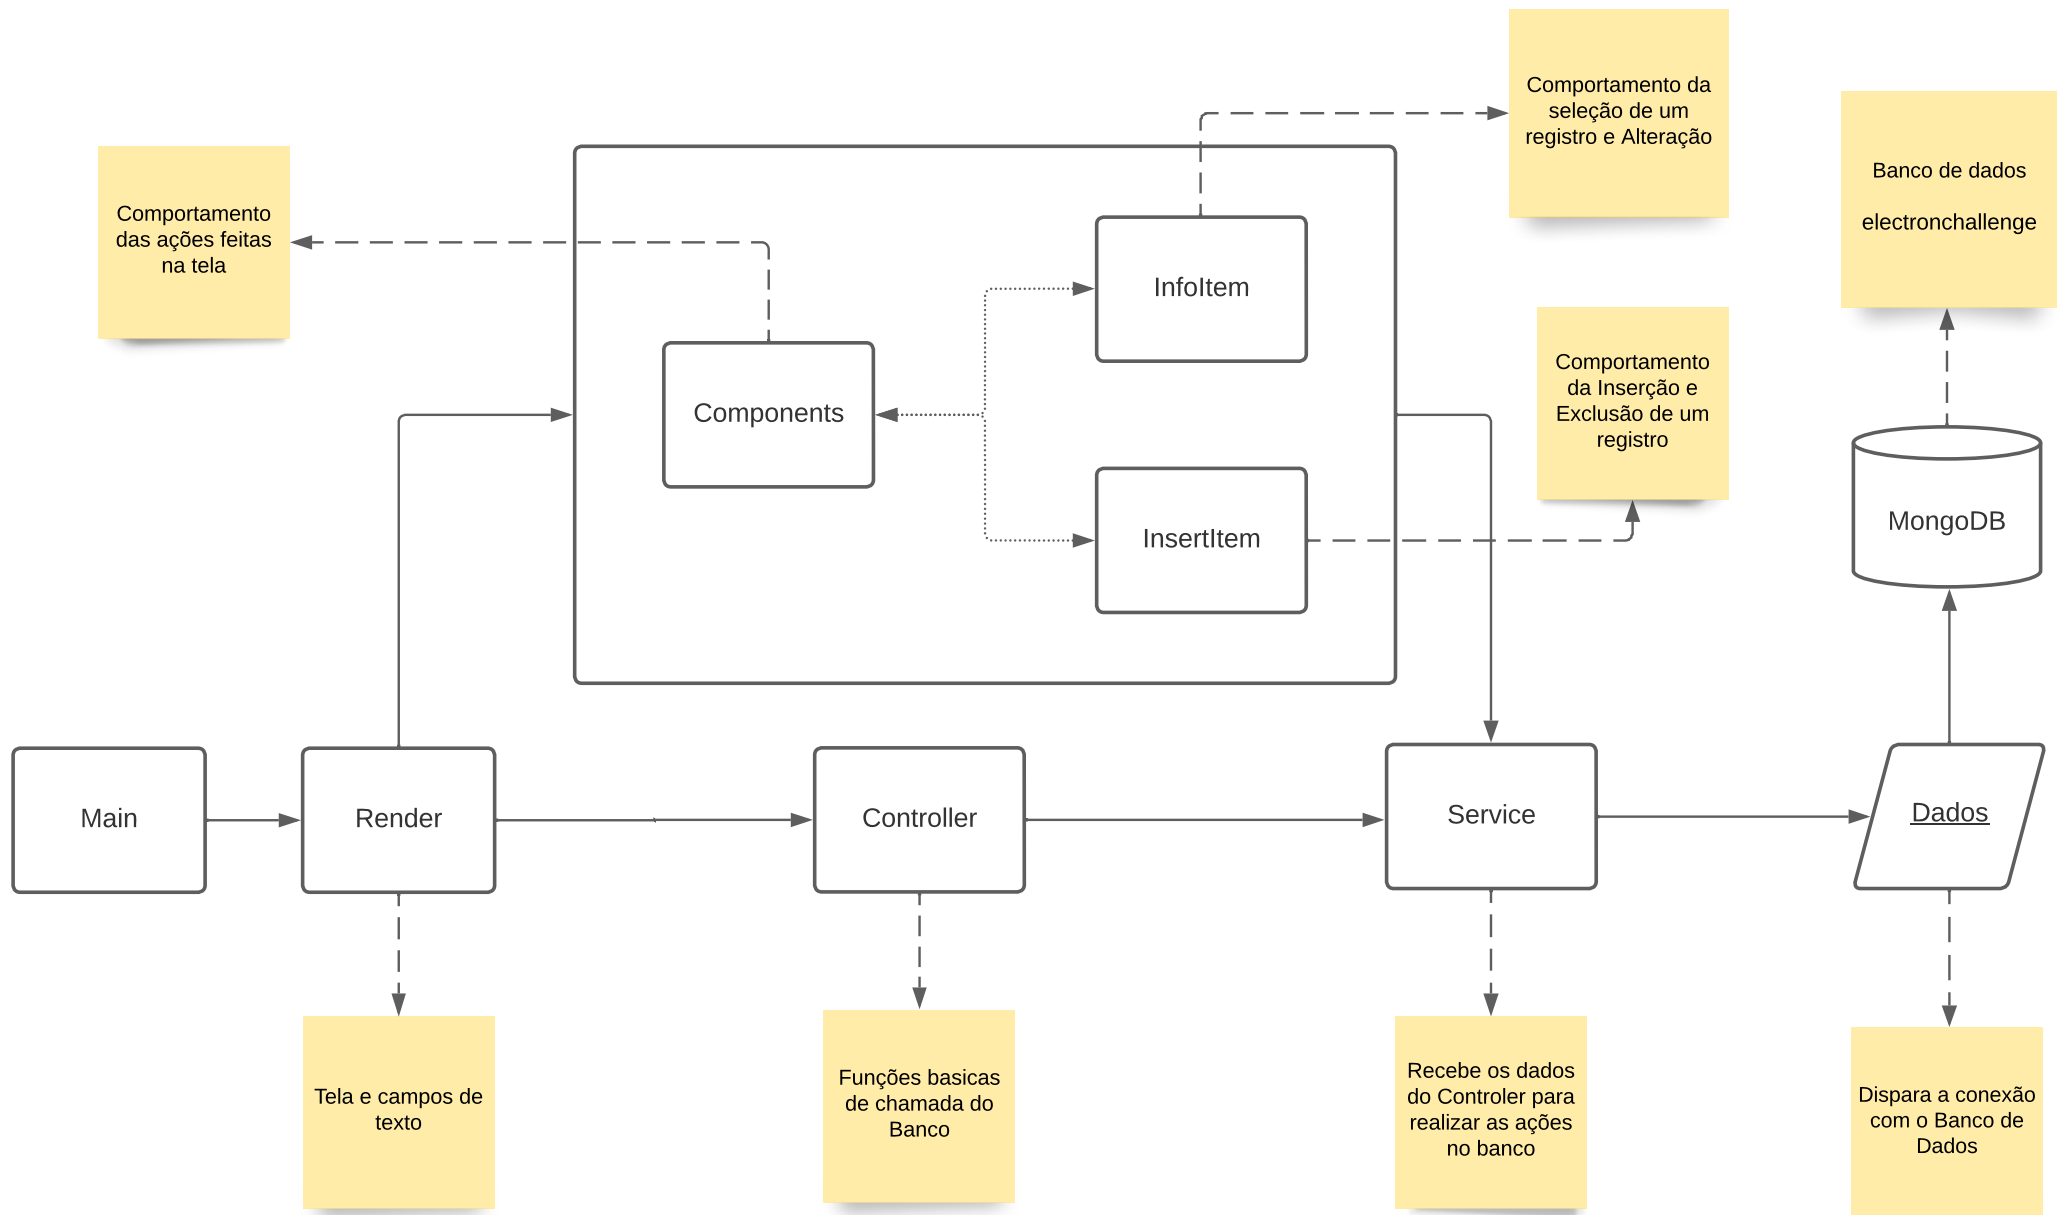 Comportamento da
seleção de um
registro e Alteração
Banco de dados
electronchallenge
Comportamento
das ações feitas
na tela
InfoItem
Components
Comportamento
da Inserção e
Exclusão de um
registro
InsertItem
MongoDB
Main
Render
Controller
Service
Dados
Tela e campos de
texto
Funções basicas
de chamada do
Banco
Recebe os dados
do Controler para
realizar as ações
no banco
Dispara a conexão
com o Banco de
Dados